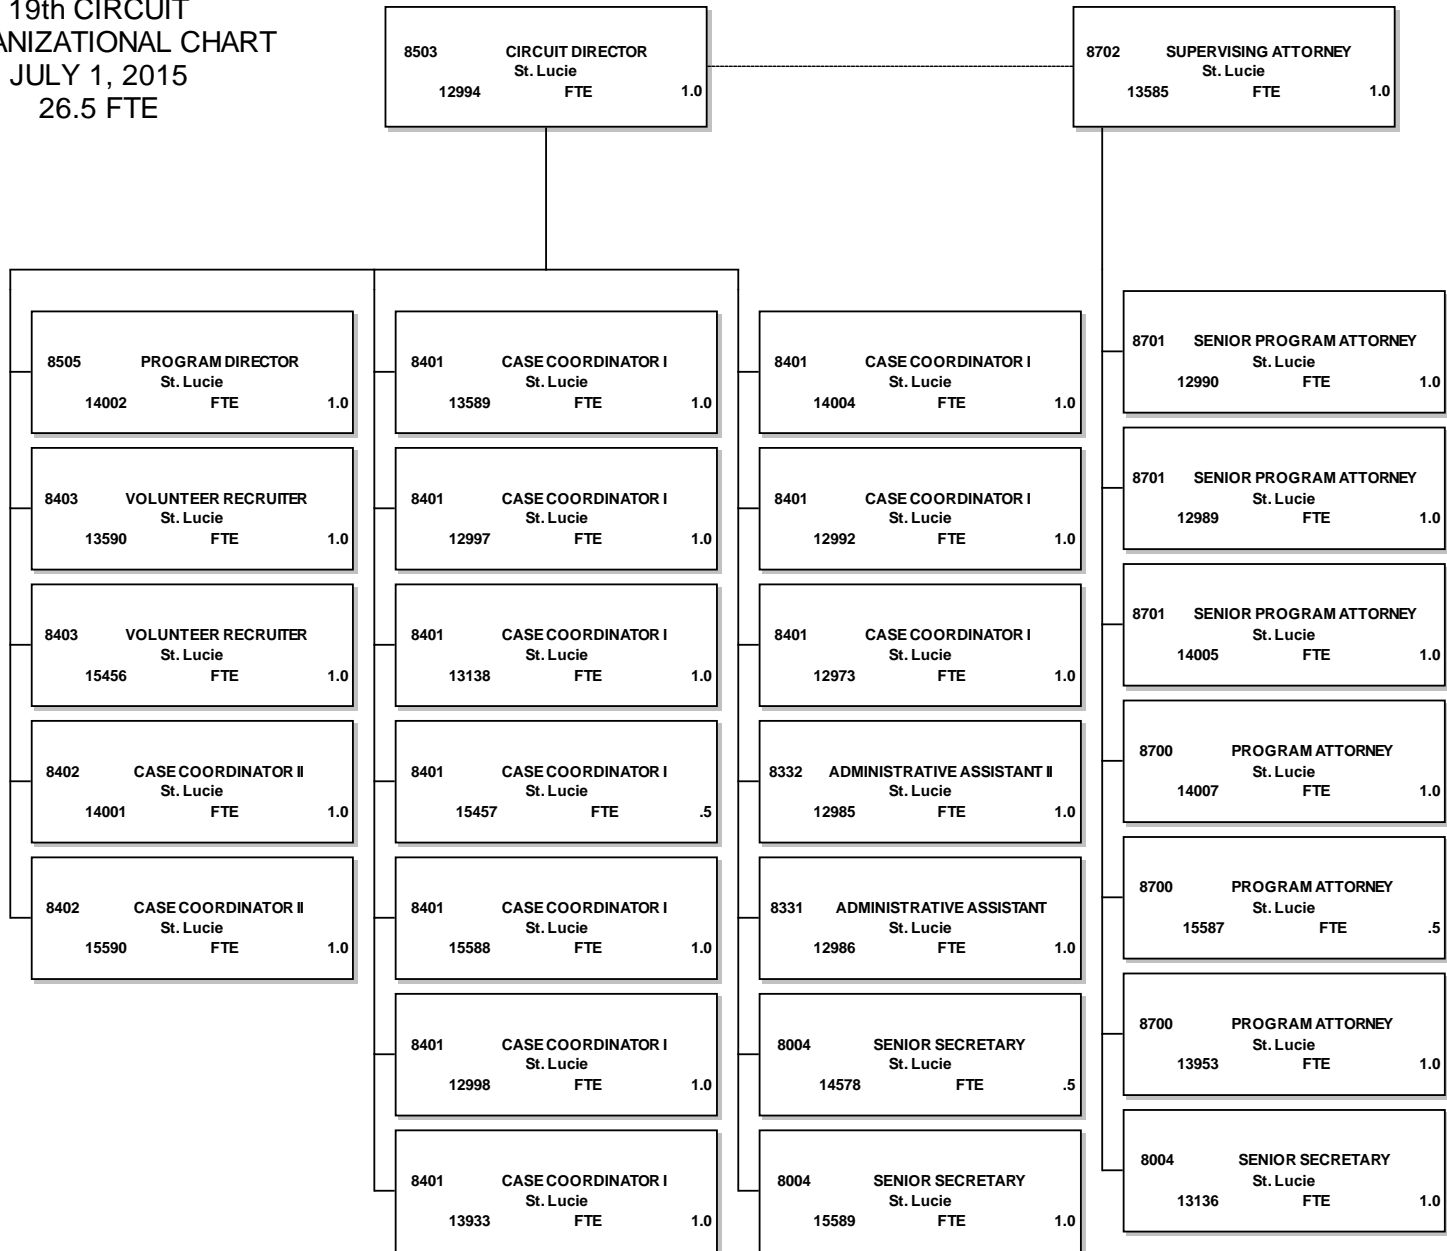 19th CIRCUIT
ANIZATIONAL CHART
JULY 1, 2015
26.5 FTE
8503 CIRCUIT DIRECTOR
St. Lucie
12994 FTE 1.0
8702 SUPERVISING ATTORNEY
St. Lucie
13585 FTE 1.0
8505 PROGRAM DIRECTOR
St. Lucie
14002 FTE 1.0
8403 VOLUNTEER RECRUITER
St. Lucie
13590 FTE 1.0
8403 VOLUNTEER RECRUITER
St. Lucie
15456 FTE 1.0
8402 CASE COORDINATOR II
St. Lucie
14001 FTE 1.0
8402 CASE COORDINATOR II
St. Lucie
15590 FTE 1.0
8401 CASE COORDINATOR I
St. Lucie
13589 FTE 1.0
8401 CASE COORDINATOR I
St. Lucie
12997 FTE 1.0
8401 CASE COORDINATOR I
St. Lucie
13138 FTE 1.0
8401 CASE COORDINATOR I
St. Lucie
15457 FTE .5
8401 CASE COORDINATOR I
St. Lucie
15588 FTE 1.0
8401 CASE COORDINATOR I
St. Lucie
12998 FTE 1.0
8401 CASE COORDINATOR I
St. Lucie
13933 FTE 1.0
8401 CASE COORDINATOR I
St. Lucie
14004 FTE 1.0
8401 CASE COORDINATOR I
St. Lucie
12992 FTE 1.0
8401 CASE COORDINATOR I
St. Lucie
12973 FTE 1.0
8332 ADMINISTRATIVE ASSISTANT II
St. Lucie
12985 FTE 1.0
8331 ADMINISTRATIVE ASSISTANT
St. Lucie
12986 FTE 1.0
8004 SENIOR SECRETARY
St. Lucie
14578 FTE .5
8004 SENIOR SECRETARY
St. Lucie
15589 FTE 1.0
8701 SENIOR PROGRAM ATTORNEY
St. Lucie
12990 FTE 1.0
8701 SENIOR PROGRAM ATTORNEY
St. Lucie
12989 FTE 1.0
8701 SENIOR PROGRAM ATTORNEY
St. Lucie
14005 FTE 1.0
8700 PROGRAM ATTORNEY
St. Lucie
14007 FTE 1.0
8700 PROGRAM ATTORNEY
St. Lucie
15587 FTE .5
8700 PROGRAM ATTORNEY
St. Lucie
13953 FTE 1.0
8004 SENIOR SECRETARY
St. Lucie
13136 FTE 1.0